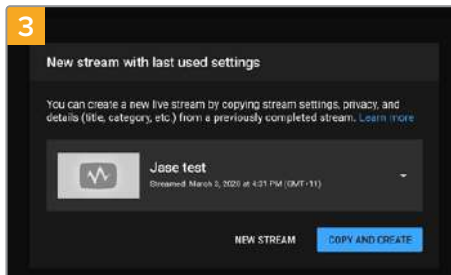 3
New stream with last used settings
You can create a new live stream by copying stream settings, privacy, and
details (title, category, etc.) from a previously completed stream. Learn more
Jase test
Streamed: March 3, 2020 at 4:31 PM (GMT+11)
NEW STREAM COPY AND CREATE